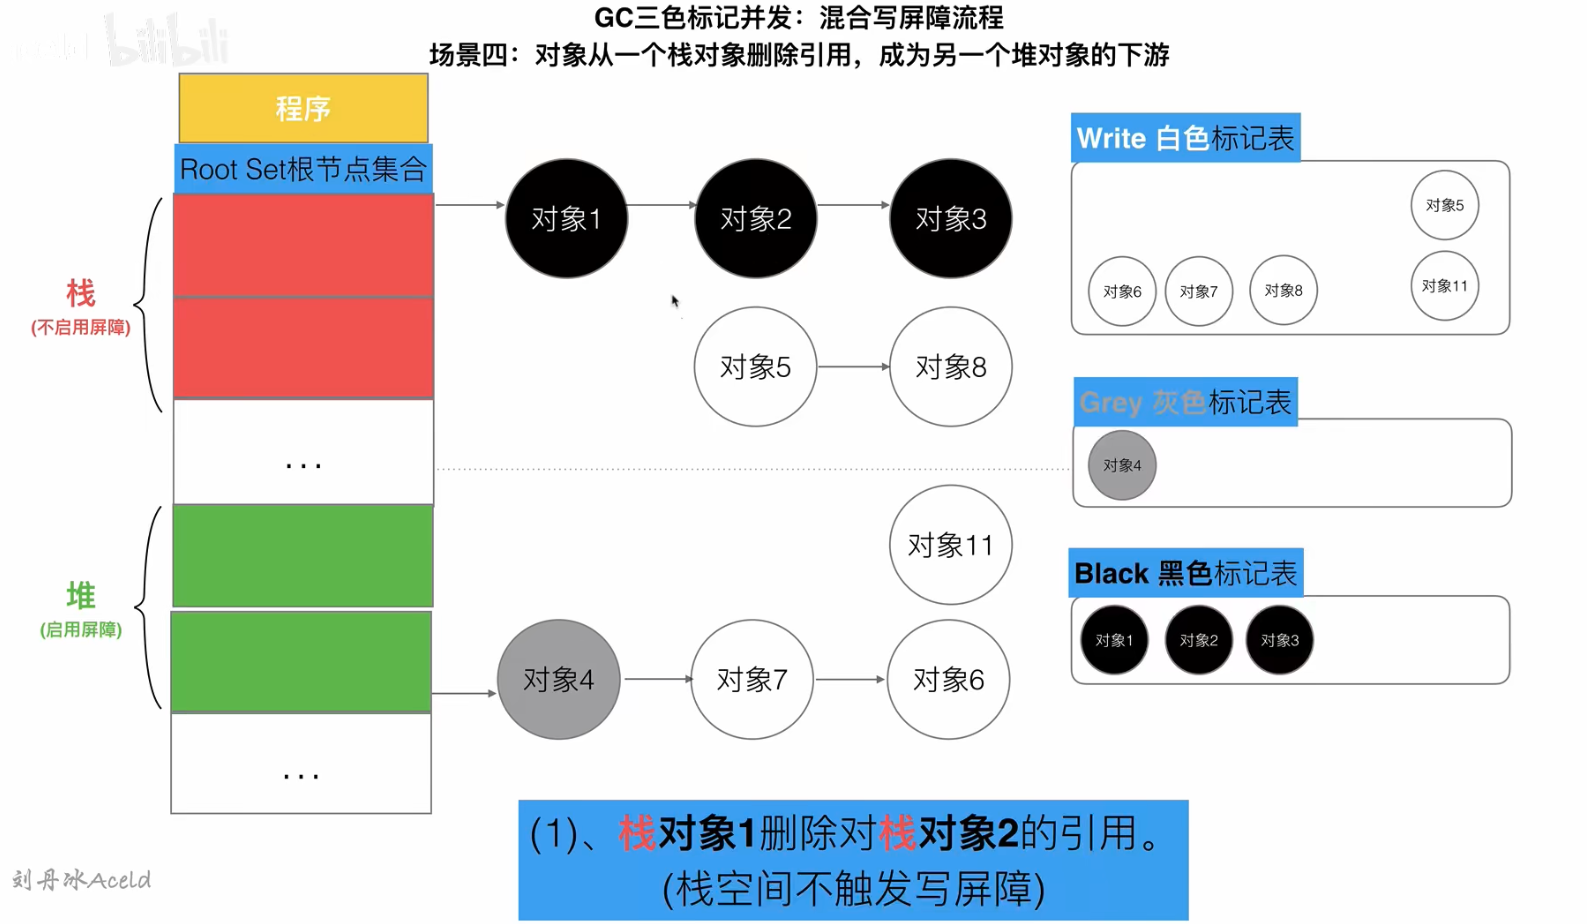 GC三色标记并发：混合写屏障流程
场景四：对象从一个栈对象删除引用，成为另一个堆对象的下游
bilibili
程序
Root Set根节点集合
栈
(不启用屏障)
...
堆
(启用屏障)
...
对象1
对象2
对象3
对象5
对象8
对象11
对象4
对象7
对象6
Write 白色标记表
对象5
对象6
对象7
对象8
对象11
Grey 灰色标记表
对象4
Black 黑色标记表
对象1
对象2
对象3
(1)、栈对象1删除对栈对象2的引用。
(栈空间不触发写屏障)
刘丹冰Aceld